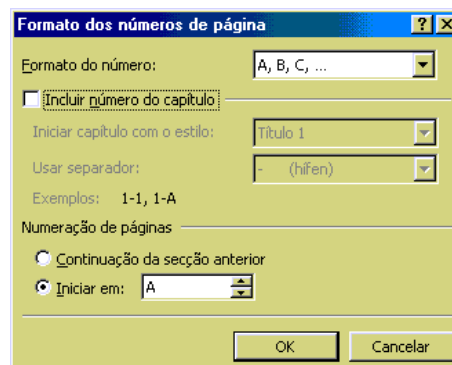 Formato dos números de página
Formato do número: A, B, C, ...
Incluir número do capítulo
Iniciar capítulo com o estilo: Título 1
Usar separador: - (hífen)
Exemplos: 1-1, 1-A
Numeração de páginas
Continuação da secção anterior
Iniciar em: A
OK Cancelar